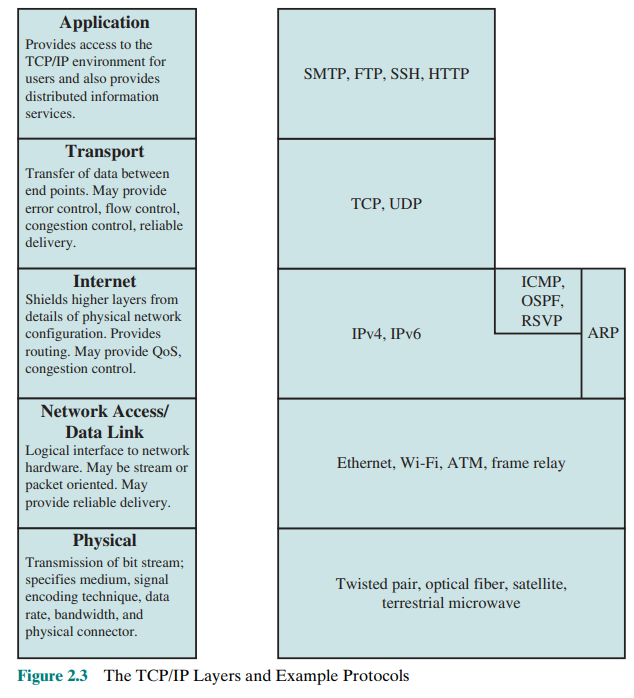 Application
Provides access to the
TCP/IP environment for
users and also provides
distributed information
services.
SMTP, FTP, SSH, HTTP
Transport
Transfer of data between
end points. May provide
error control, flow control,
congestion control, reliable
delivery.
TCP, UDP
Internet
Shields higher layers from
details of physical network
configuration. Provides
routing. May provide QoS,
congestion control.
IPv4, IPv6
ICMP,
OSPF,
RSVP
ARP
Network Access/
Data Link
Logical interface to network
hardware. May be stream or
packet oriented. May
provide reliable delivery.
Ethernet, Wi-Fi, ATM, frame relay
Physical
Transmission of bit stream;
specifies medium, signal
encoding technique, data
rate, bandwidth, and
physical connector.
Twisted pair, optical fiber, satellite,
terrestrial microwave
Figure 2.3 The TCP/IP Layers and Example Protocols